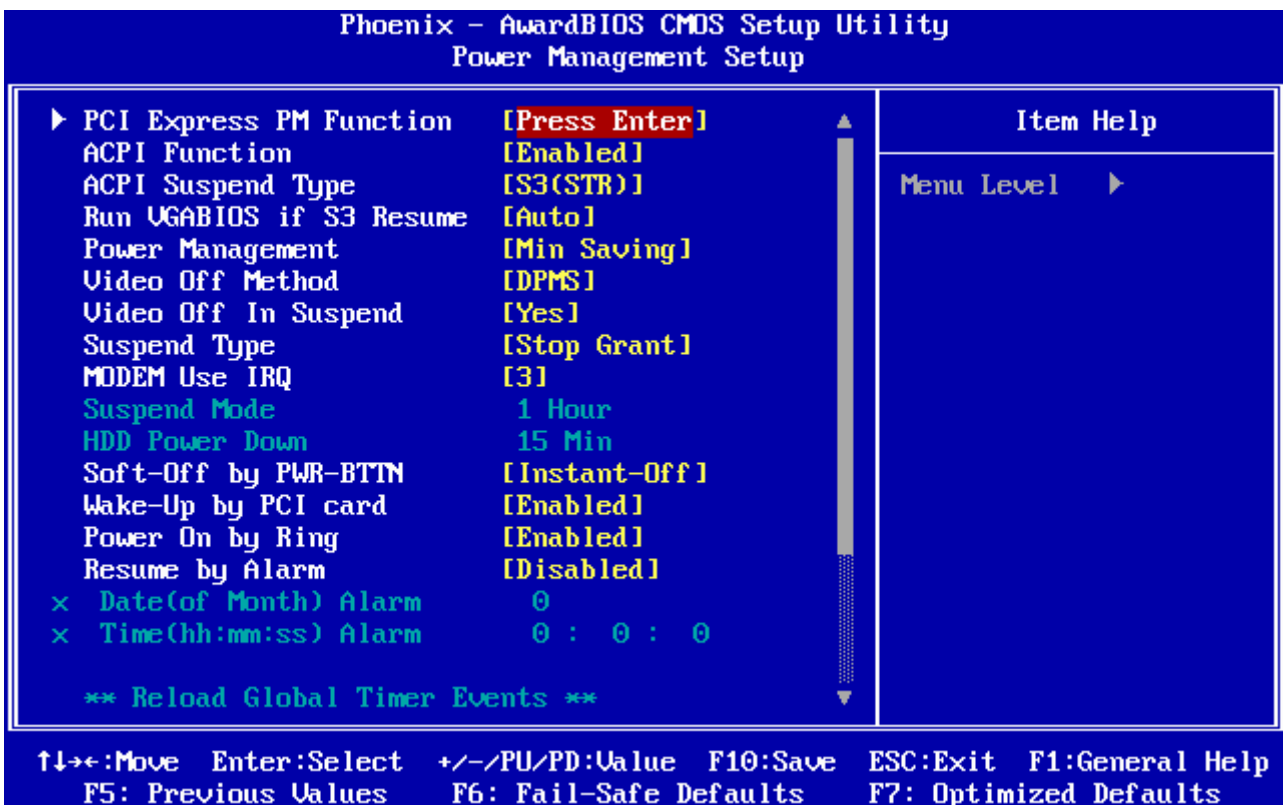 Phoenix - AwardBIOS CMOS Setup Utility
Power Management Setup
▶ PCI Express PM Function [Press Enter]
ACPI Function [Enabled]
ACPI Suspend Type [S3(STR)]
Run VGABIOS if S3 Resume [Auto]
Power Management [Min Saving]
Video Off Method [DPMS]
Video Off In Suspend [Yes]
Suspend Type [Stop Grant]
MODEM Use IRQ [3]
Suspend Mode 1 Hour
HDD Power Down 15 Min
Soft-Off by PWR-BTTN [Instant-Off]
Wake-Up by PCI card [Enabled]
Power On by Ring [Enabled]
Resume by Alarm [Disabled]
x Date(of Month) Alarm 0
x Time(hh:mm:ss) Alarm 0 : 0 : 0
** Reload Global Timer Events **
Item Help
Menu Level ▶
↑↓→←:Move Enter:Select +/-/PU/PD:Value F10:Save ESC:Exit F1:General Help
F5: Previous Values F6: Fail-Safe Defaults F7: Optimized Defaults